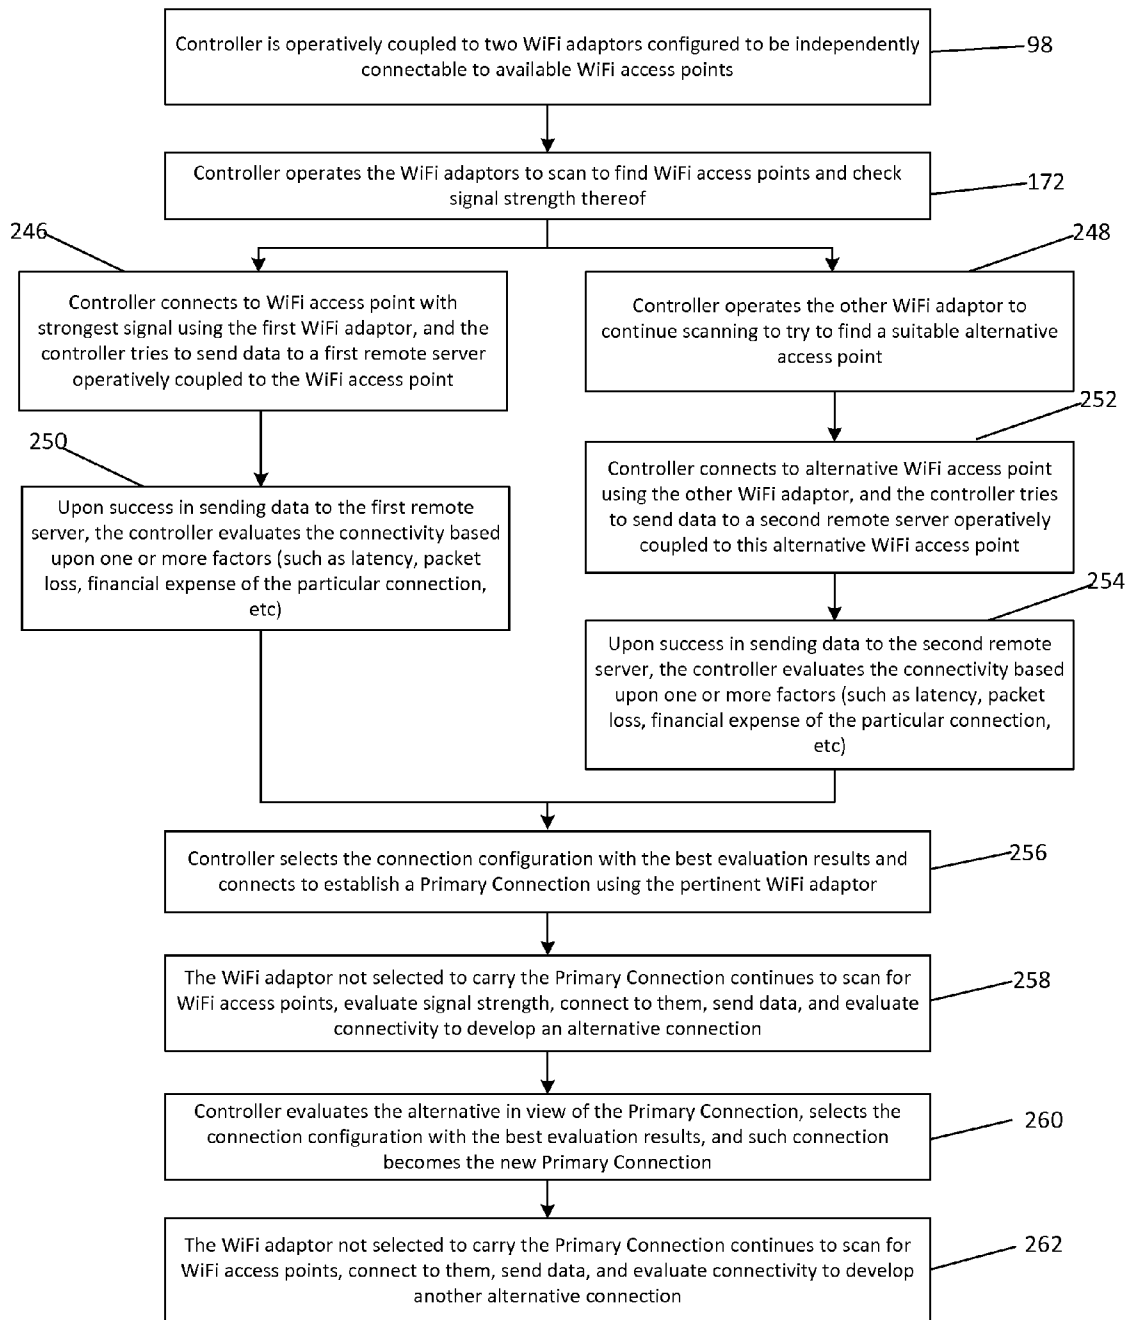 Controller is operatively coupled to two WiFi adaptors configured to be independently
connectable to available WiFi access points
98
Controller operates the WiFi adaptors to scan to find WiFi access points and check
signal strength thereof
172
246
248
Controller connects to WiFi access point with
strongest signal using the first WiFi adaptor, and the
controller tries to send data to a first remote server
operatively coupled to the WiFi access point
Controller operates the other WiFi adaptor to
continue scanning to try to find a suitable alternative
access point
250
252
Upon success in sending data to the first remote
server, the controller evaluates the connectivity based
upon one or more factors (such as latency, packet
loss, financial expense of the particular connection,
etc)
Controller connects to alternative WiFi access point
using the other WiFi adaptor, and the controller tries
to send data to a second remote server operatively
coupled to this alternative WiFi access point
254
Upon success in sending data to the second remote
server, the controller evaluates the connectivity based
upon one or more factors (such as latency, packet
loss, financial expense of the particular connection,
etc)
Controller selects the connection configuration with the best evaluation results and
connects to establish a Primary Connection using the pertinent WiFi adaptor
256
The WiFi adaptor not selected to carry the Primary Connection continues to scan for
WiFi access points, evaluate signal strength, connect to them, send data, and evaluate
connectivity to develop an alternative connection
258
Controller evaluates the alternative in view of the Primary Connection, selects the
connection configuration with the best evaluation results, and such connection
becomes the new Primary Connection
260
The WiFi adaptor not selected to carry the Primary Connection continues to scan for
WiFi access points, connect to them, send data, and evaluate connectivity to develop
another alternative connection
262